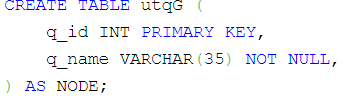 CREATE TABLE utqG (
q_id INT PRIMARY KEY,
q_name VARCHAR(35) NOT NULL,
) AS NODE;